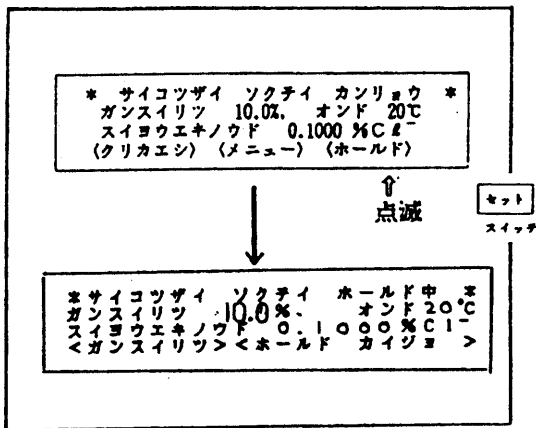 * サイコツザイ ソクテイ カンリョウ *
ガンスイリツ 10.0%. オンド 20℃
スイヨウエキノウド 0.1000 %Cℓ⁻
〈クリカエシ〉 〈メニュー〉 〈ホールド〉
⇧
点滅
セット
スイッチ
*サイコツザイ ソクテイ ホールド中 *
ガンスイリツ 10.0%、 オンド20℃
スイヨウエキノウド 0.1000%Cl⁻
<ガンスイリツ> <ホールド カイジョ >